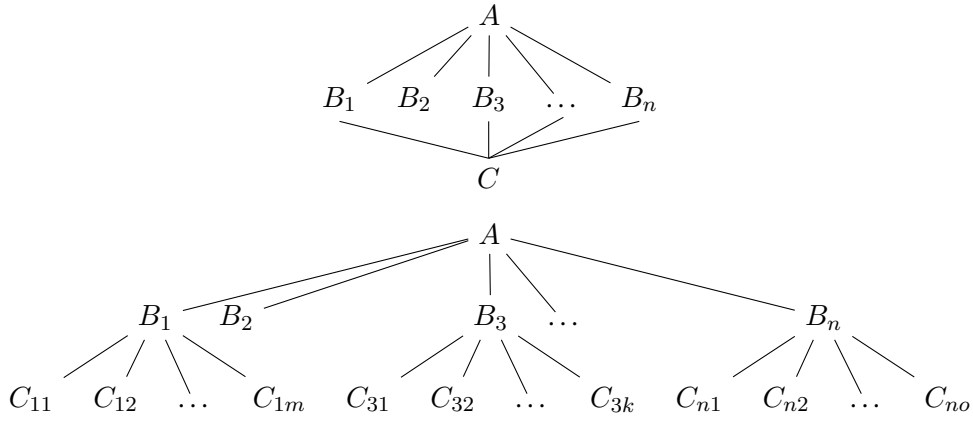 A
B₁ B₂ B₃ … Bₙ
C
A
B₁ B₂ B₃ … Bₙ
C₁₁ C₁₂ … C₁ₘ C₃₁ C₃₂ … C₃ₖ Cₙ₁ Cₙ₂ … Cₙₒ